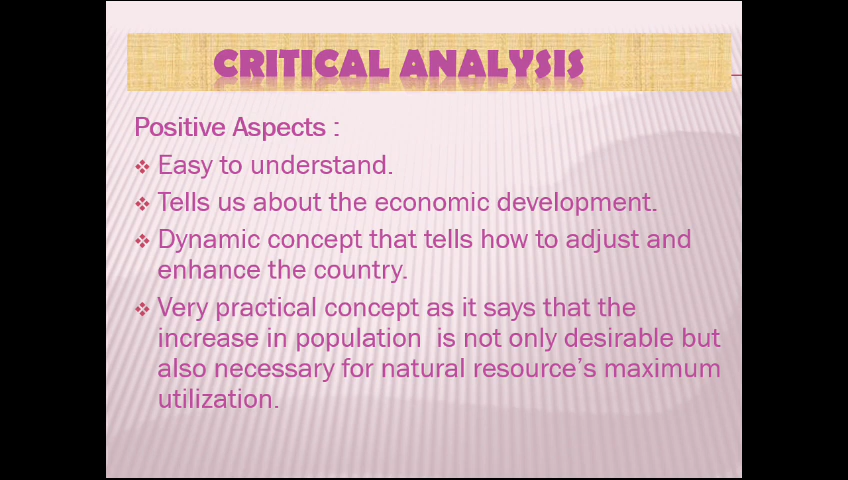 CRITICAL ANALYSIS
Positive Aspects :
Easy to understand.
Tells us about the economic development.
Dynamic concept that tells how to adjust and
enhance the country.
Very practical concept as it says that the
increase in population  is not only desirable but
also necessary for natural resource’s maximum
utilization.